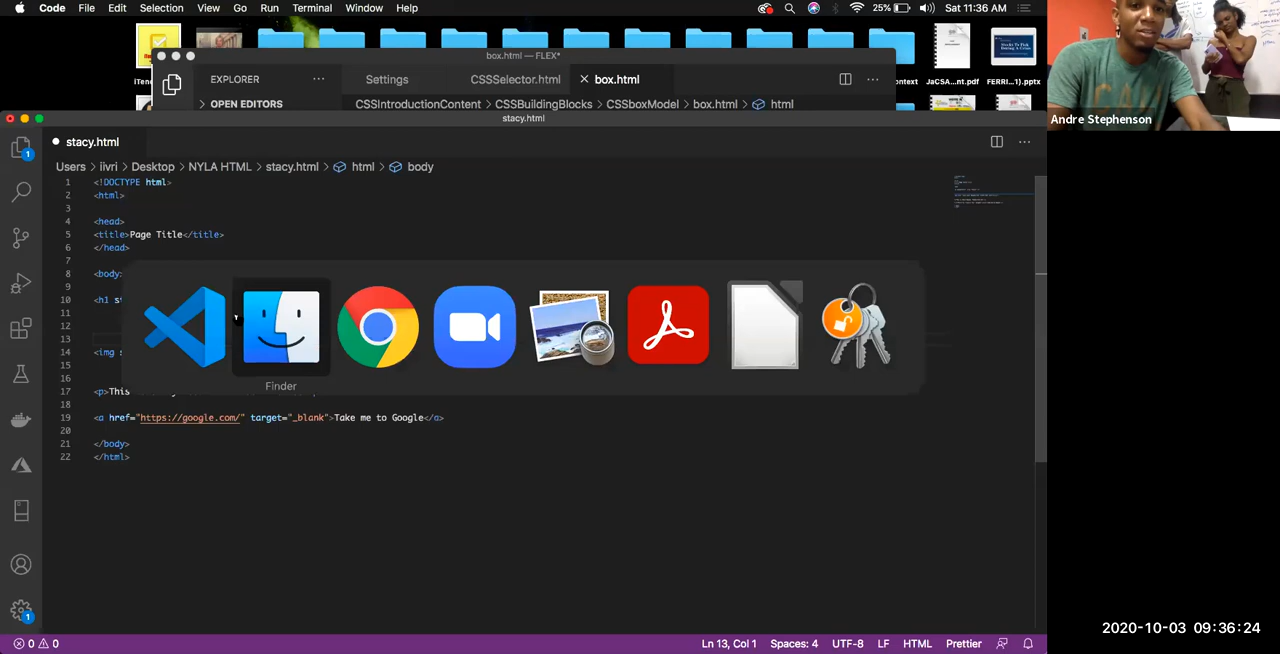 Code File Edit Selection View Go Run Terminal Window Help 25% Sat 11:36 AM
box.html — FLEX*
EXPLORER ··· Settings CSSSelector.html box.html ···
OPEN EDITORS CSSIntroductionContent > CSSBuildingBlocks > CSSboxModel > box.html > html
JaCSA...nt.pdf FERRI...1).pptx
Andre Stephenson
stacy.html
1
stacy.html ···
Users > iivri > Desktop > NYLA HTML > stacy.html > html > body
1 <!DOCTYPE html>
2 <html>
3
4 <head>
5 <title>Page Title</title>
6 </head>
7
8 <body>
9
10 <h1 st
11
12
13
14 <img s
15
16
17 <p>This
18
19 <a href="https://google.com/" target="_blank">Take me to Google</a>
20
21 </body>
22 </html>
Finder
1
0 0 Ln 13, Col 1 Spaces: 4 UTF-8 LF HTML Prettier
2020-10-03 09:36:24